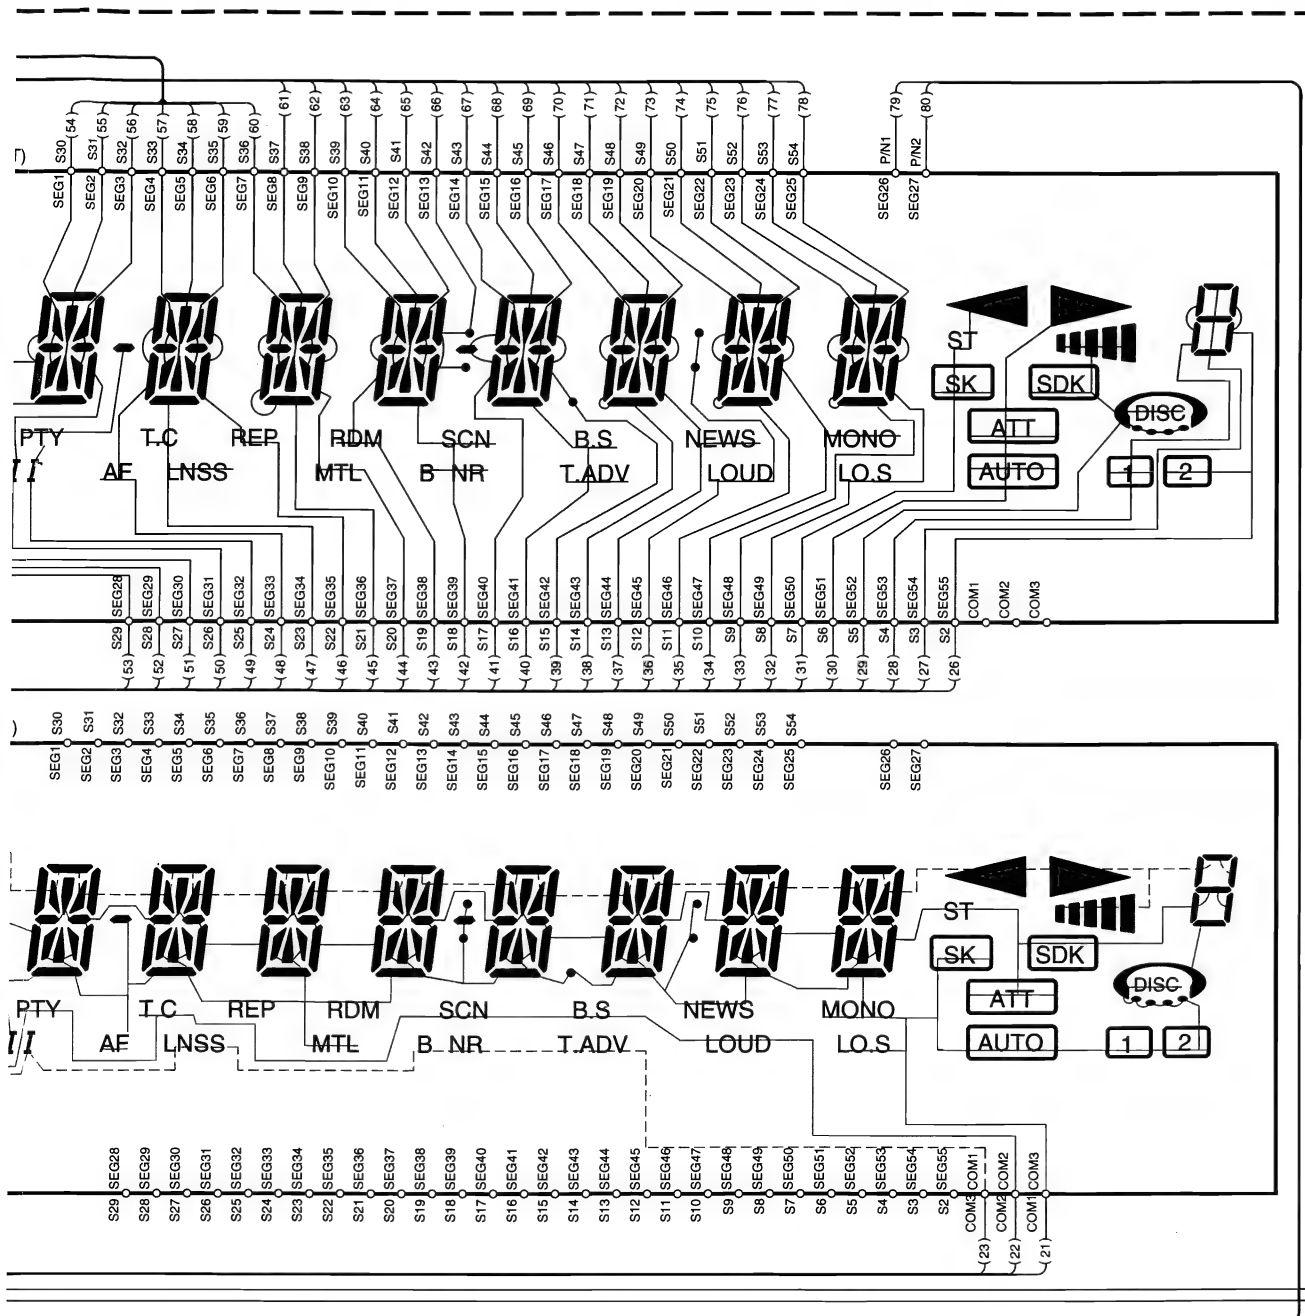 (54) (55) (56) (57) (58) (59) (60) (61) (62) (63) (64) (65) (66) (67) (68) (69) (70) (71) (72) (73) (74) (75) (76) (77) (78) (79) (80)
S30 S31 S32 S33 S34 S35 S36 S37 S38 S39 S40 S41 S42 S43 S44 S45 S46 S47 S48 S49 S50 S51 S52 S53 S54 P/N1 P/N2
SEG1 SEG2 SEG3 SEG4 SEG5 SEG6 SEG7 SEG8 SEG9 SEG10 SEG11 SEG12 SEG13 SEG14 SEG15 SEG16 SEG17 SEG18 SEG19 SEG20 SEG21 SEG22 SEG23 SEG24 SEG25 SEG26 SEG27
ST
SK SDK
DISC
ATT
PTY T.C REP RDM SCN B.S NEWS MONO
AF LNSS MTL B NR T.ADV LOUD LO.S AUTO 1 2
SEG28 SEG29 SEG30 SEG31 SEG32 SEG33 SEG34 SEG35 SEG36 SEG37 SEG38 SEG39 SEG40 SEG41 SEG42 SEG43 SEG44 SEG45 SEG46 SEG47 SEG48 SEG49 SEG50 SEG51 SEG52 SEG53 SEG54 SEG55 COM1 COM2 COM3
S29 S28 S27 S26 S25 S24 S23 S22 S21 S20 S19 S18 S17 S16 S15 S14 S13 S12 S11 S10 S9 S8 S7 S6 S5 S4 S3 S2
(53) (52) (51) (50) (49) (48) (47) (46) (45) (44) (43) (42) (41) (40) (39) (38) (37) (36) (35) (34) (33) (32) (31) (30) (29) (28) (27) (26)
S30 S31 S32 S33 S34 S35 S36 S37 S38 S39 S40 S41 S42 S43 S44 S45 S46 S47 S48 S49 S50 S51 S52 S53 S54
SEG1 SEG2 SEG3 SEG4 SEG5 SEG6 SEG7 SEG8 SEG9 SEG10 SEG11 SEG12 SEG13 SEG14 SEG15 SEG16 SEG17 SEG18 SEG19 SEG20 SEG21 SEG22 SEG23 SEG24 SEG25 SEG26 SEG27
ST
SK SDK
DISC
ATT
PTY T.C REP RDM SCN B.S NEWS MONO
AF LNSS MTL B NR T.ADV LOUD LO.S AUTO 1 2
SEG28 SEG29 SEG30 SEG31 SEG32 SEG33 SEG34 SEG35 SEG36 SEG37 SEG38 SEG39 SEG40 SEG41 SEG42 SEG43 SEG44 SEG45 SEG46 SEG47 SEG48 SEG49 SEG50 SEG51 SEG52 SEG53 SEG54 SEG55 COM1 COM2 COM3
S29 S28 S27 S26 S25 S24 S23 S22 S21 S20 S19 S18 S17 S16 S15 S14 S13 S12 S11 S10 S9 S8 S7 S6 S5 S4 S3 S2 COM3 COM2 COM1
(23) (22) (21)